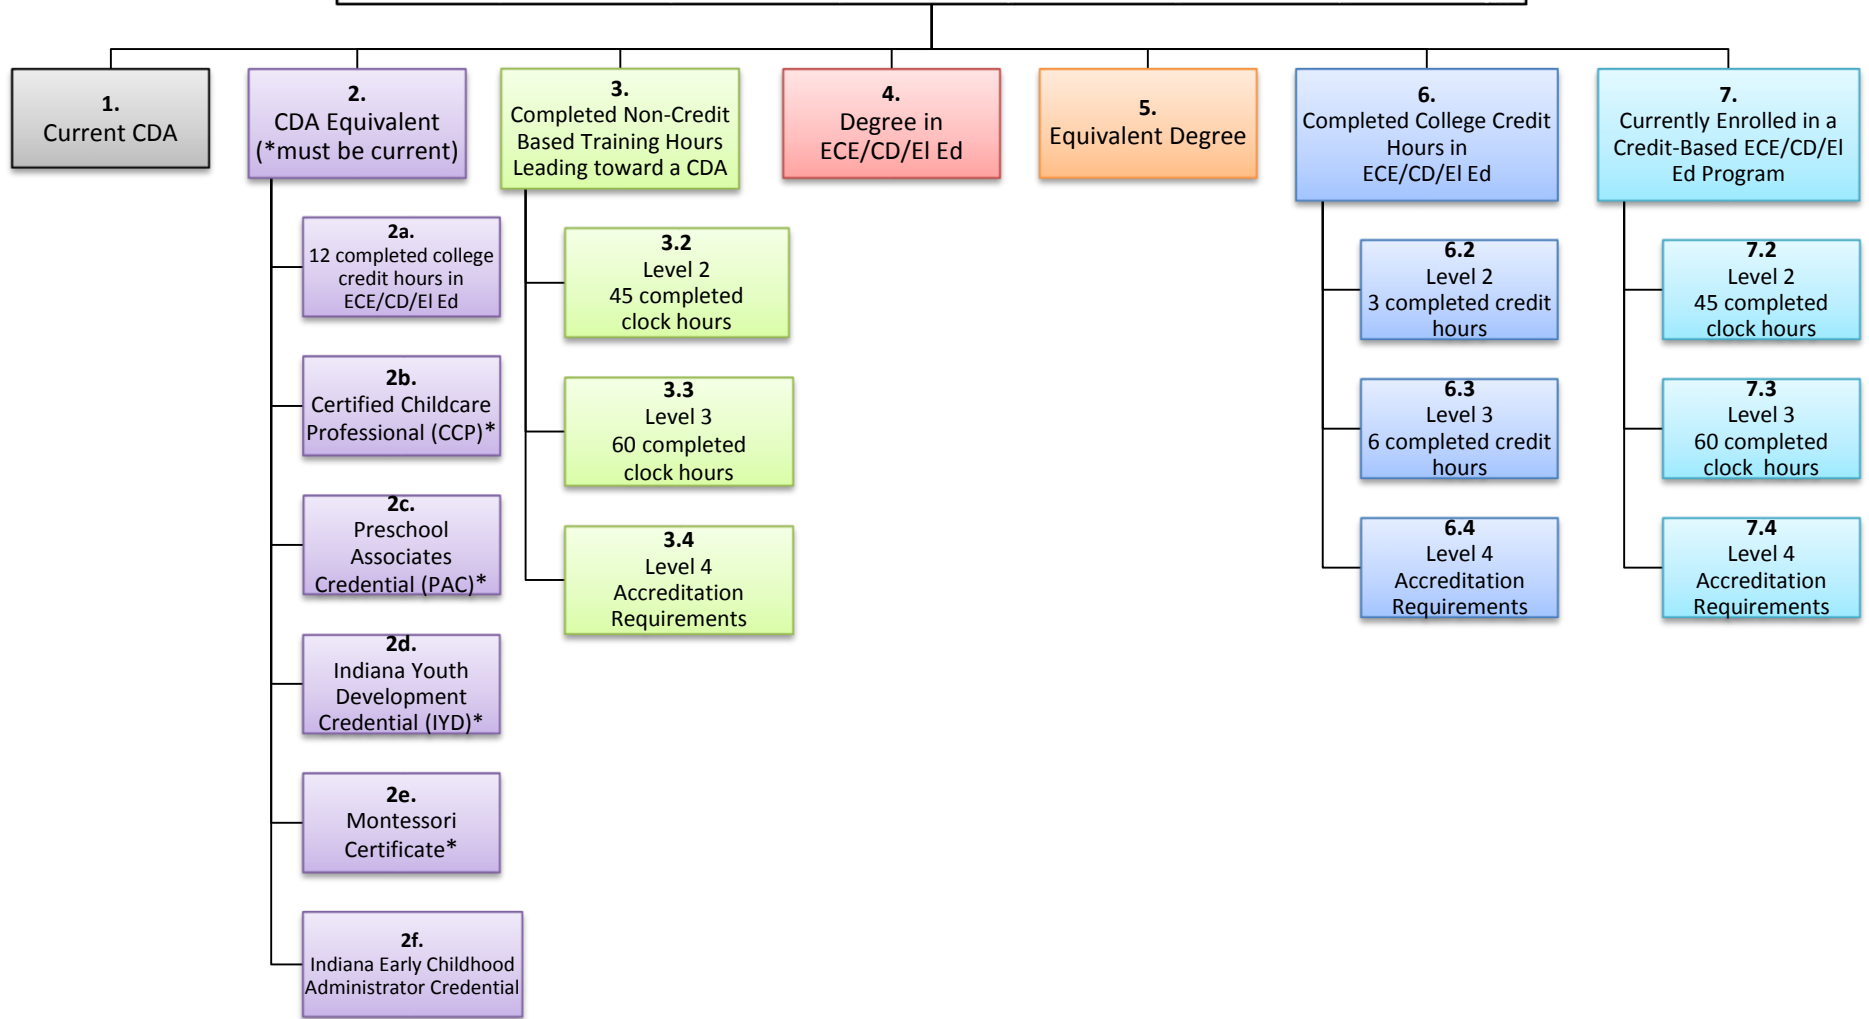 1.
Current CDA
2.
CDA Equivalent
(*must be current)
2a.
12 completed college
credit hours in
ECE/CD/El Ed
2b.
Certified Childcare
Professional (CCP)*
2c.
Preschool
Associates
Credential (PAC)*
2d.
Indiana Youth
Development
Credential (IYD)*
2e.
Montessori
Certificate*
2f.
Indiana Early Childhood
Administrator Credential
3.
Completed Non-Credit
Based Training Hours
Leading toward a CDA
3.2
Level 2
45 completed
clock hours
3.3
Level 3
60 completed
clock hours
3.4
Level 4
Accreditation
Requirements
4.
Degree in
ECE/CD/El Ed
5.
Equivalent Degree
6.
Completed College Credit
Hours in
ECE/CD/El Ed
6.2
Level 2
3 completed credit
hours
6.3
Level 3
6 completed credit
hours
6.4
Level 4
Accreditation
Requirements
7.
Currently Enrolled in a
Credit-Based ECE/CD/El
Ed Program
7.2
Level 2
45 completed
clock hours
7.3
Level 3
60 completed
clock  hours
7.4
Level 4
Accreditation
Requirements